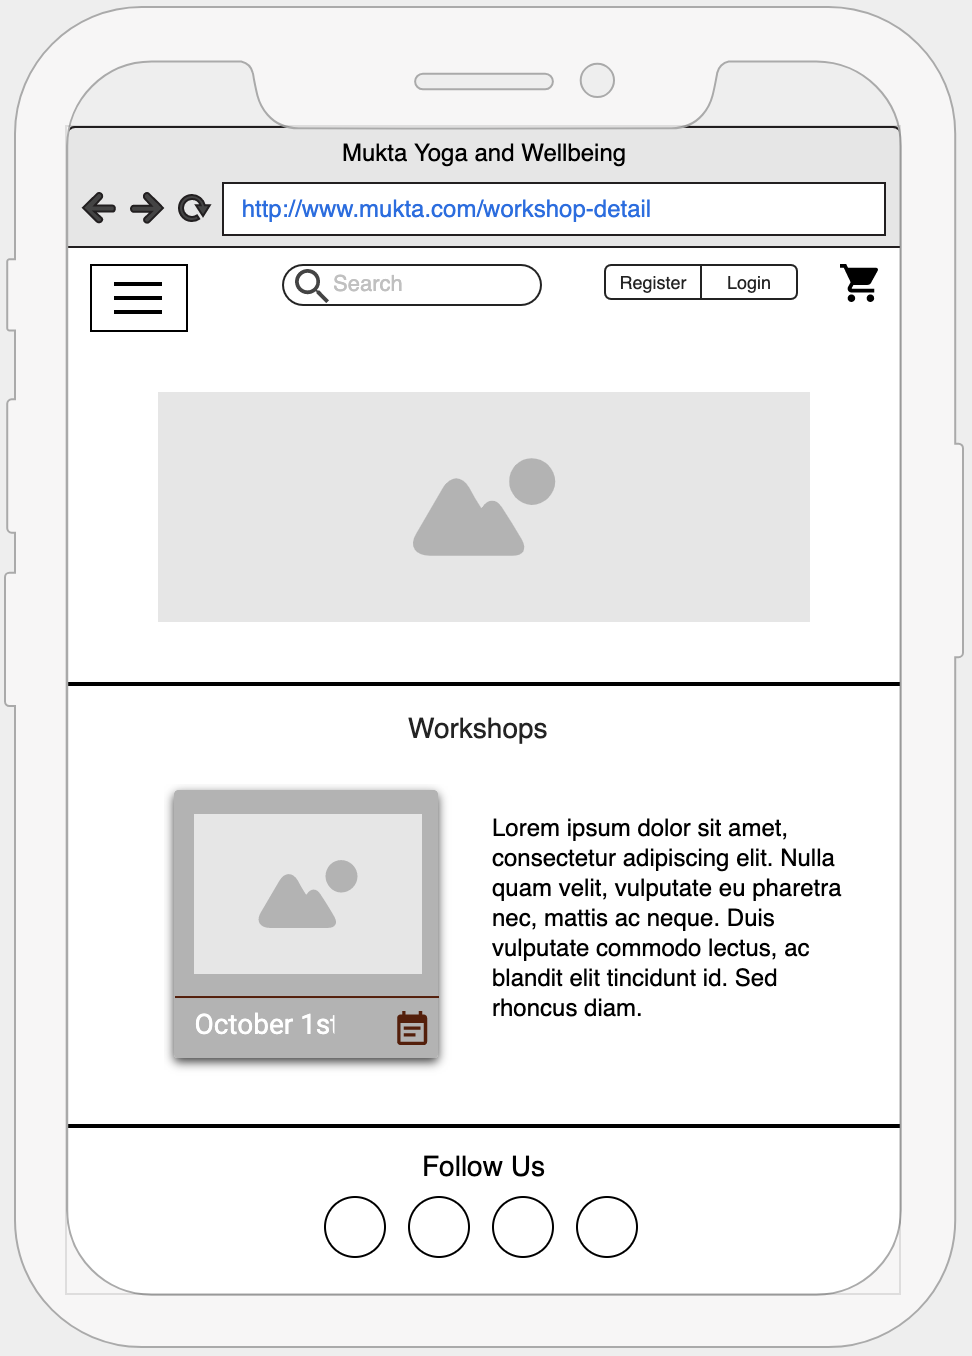 Mukta Yoga and Wellbeing
http://www.mukta.com/workshop-detail
Search
Register
Login
Workshops
Lorem ipsum dolor sit amet,
consectetur adipiscing elit. Nulla
quam velit, vulputate eu pharetra
nec, mattis ac neque. Duis
vulputate commodo lectus, ac
blandit elit tincidunt id. Sed
rhoncus diam.
October 1st
Follow Us